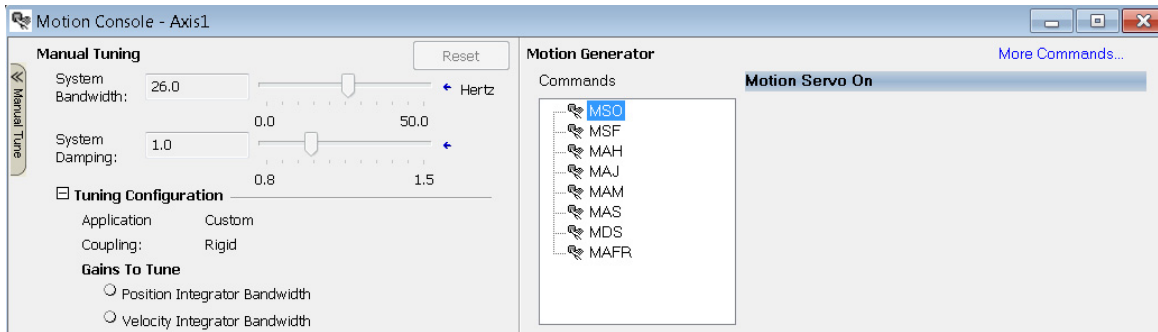 Motion Console - Axis1
Manual Tuning
Reset
Manual Tune
System Bandwidth:
26.0
Hertz
0.0
50.0
System Damping:
1.0
0.8
1.5
Tuning Configuration
Application Custom
Coupling: Rigid
Gains To Tune
Position Integrator Bandwidth
Velocity Integrator Bandwidth
Motion Generator
More Commands...
Commands
Motion Servo On
MSO
MSF
MAH
MAJ
MAM
MAS
MDS
MAFR